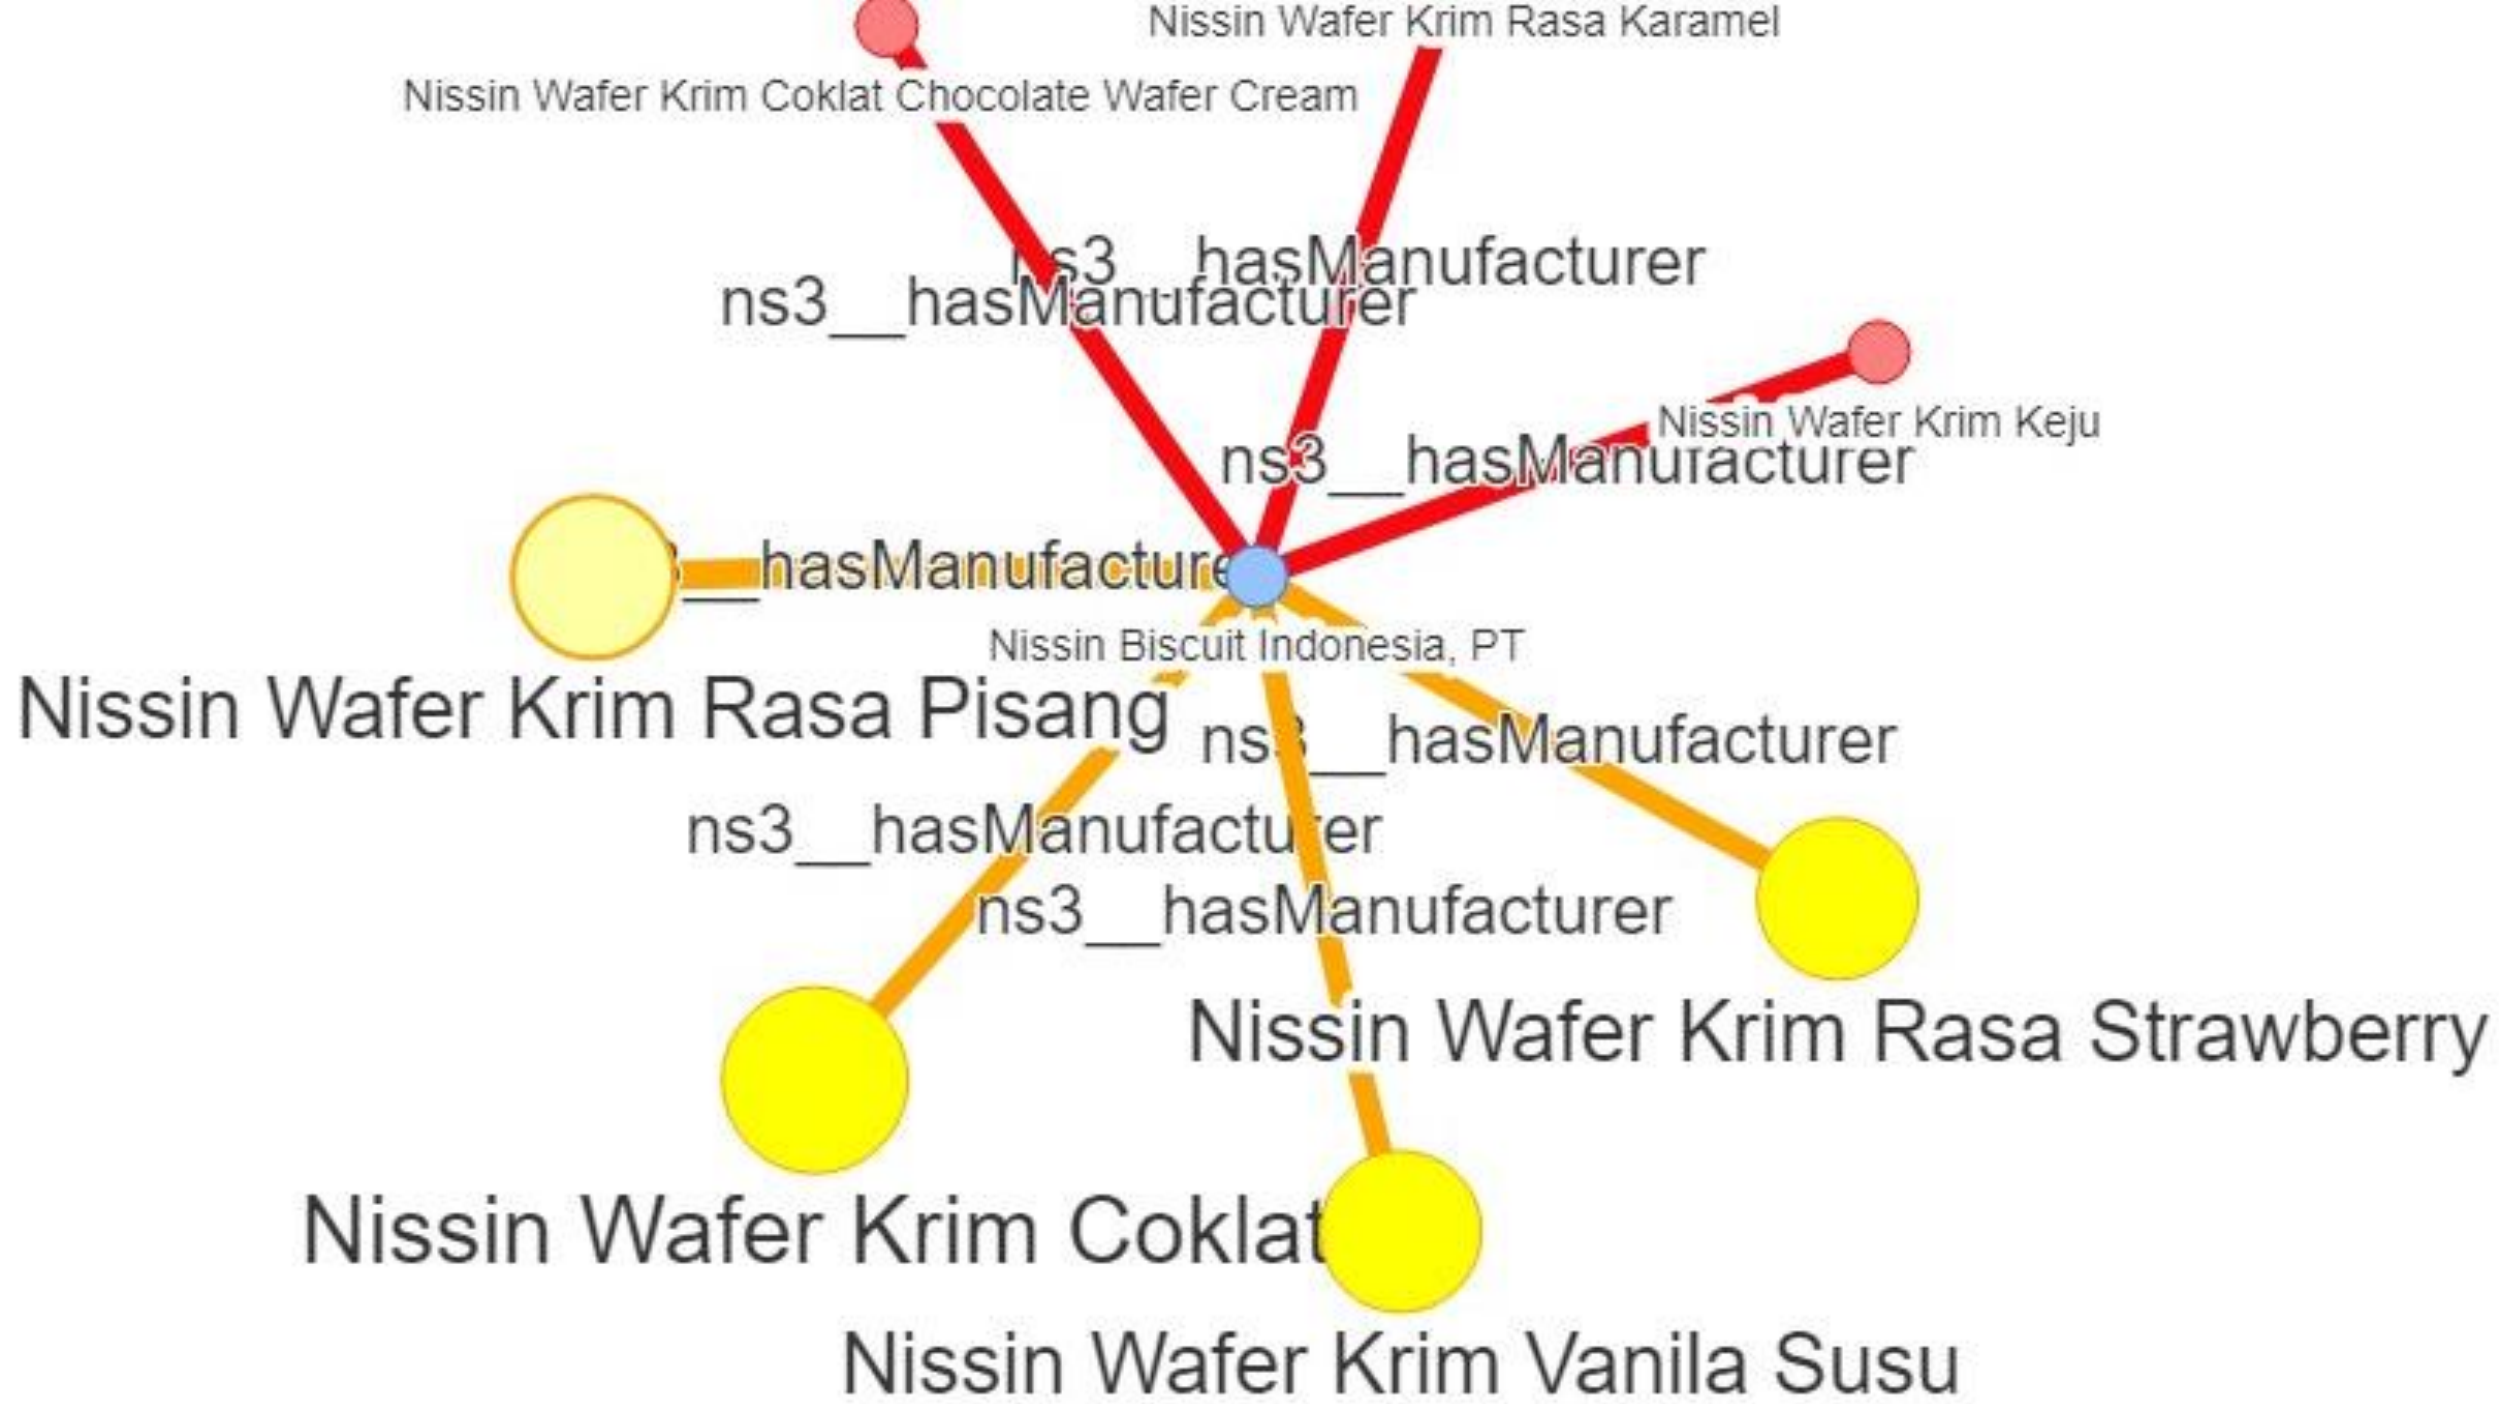 Nissin Wafer Krim Rasa Karamel
Nissin Wafer Krim Coklat Chocolate Wafer Cream
ns3__hasManufacturer
ns3__hasManufacturer
Nissin Wafer Krim Keju
ns3__hasManufacturer
__hasManufacture
Nissin Biscuit Indonesia, PT
Nissin Wafer Krim Rasa Pisang
ns3__hasManufacturer
ns3__hasManufacturer
ns3__hasManufacturer
Nissin Wafer Krim Rasa Strawberry
Nissin Wafer Krim Coklat
Nissin Wafer Krim Vanila Susu